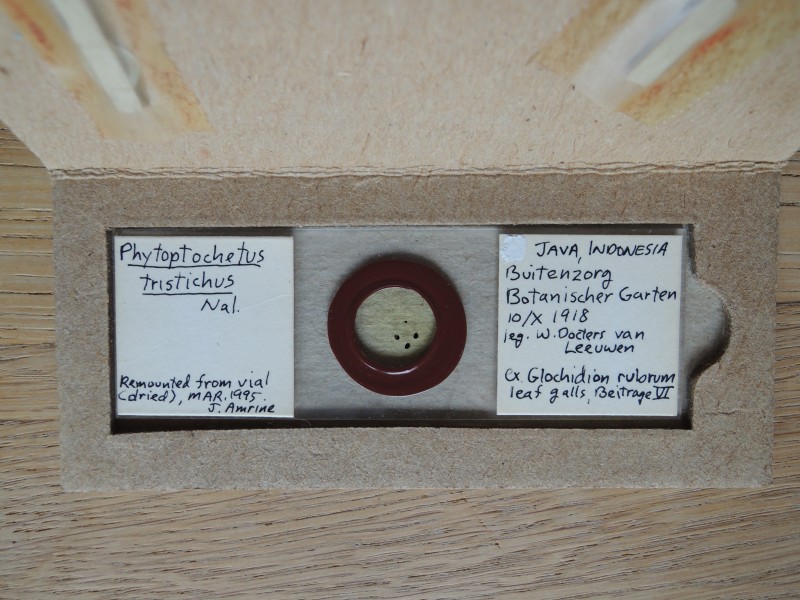 Phytoptochetus
tristichus
Nal.
Remounted from vial
(dried), MAR. 1995.
J. Amrine
JAVA, INDONESIA
Buitenzorg
Botanischer Garten
10/X 1918
leg. W. Docters van
Leeuwen
Ex. Glochidion rubrum
leaf galls, Beitrage VI